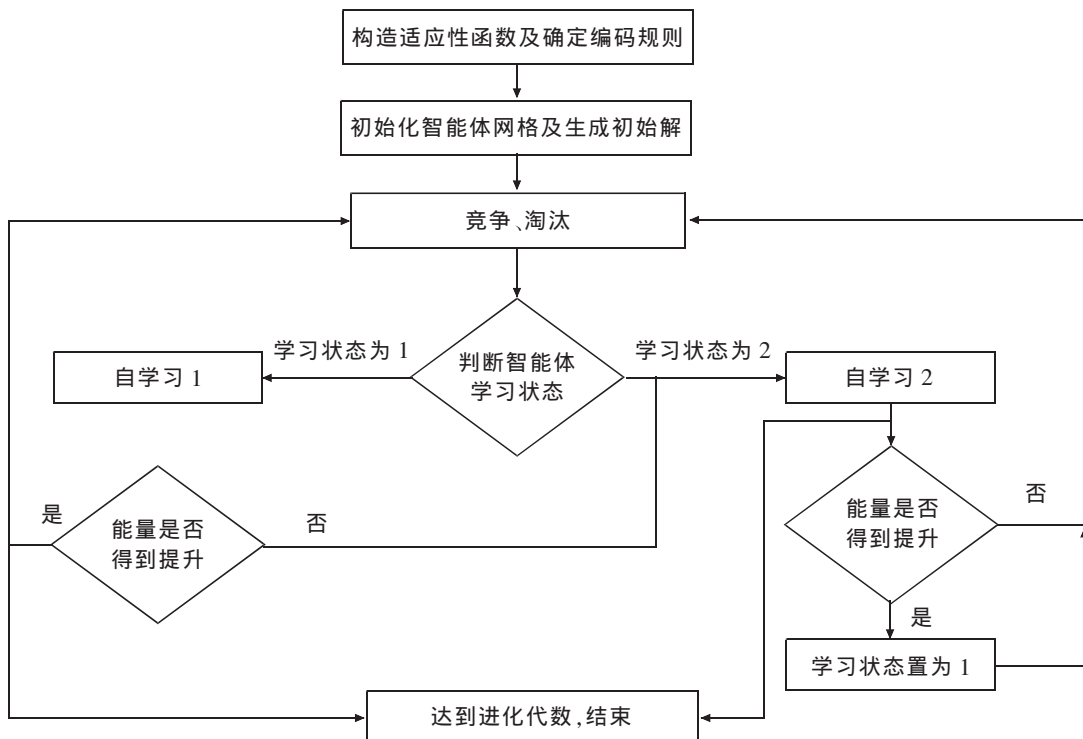 构造适应性函数及确定编码规则
初始化智能体网格及生成初始解
竞争、淘汰
学习状态为 1
判断智能体
学习状态
学习状态为 2
自学习 1
自学习 2
是
能量是否
得到提升
否
能量是否
得到提升
否
是
学习状态置为 1
达到进化代数,结束